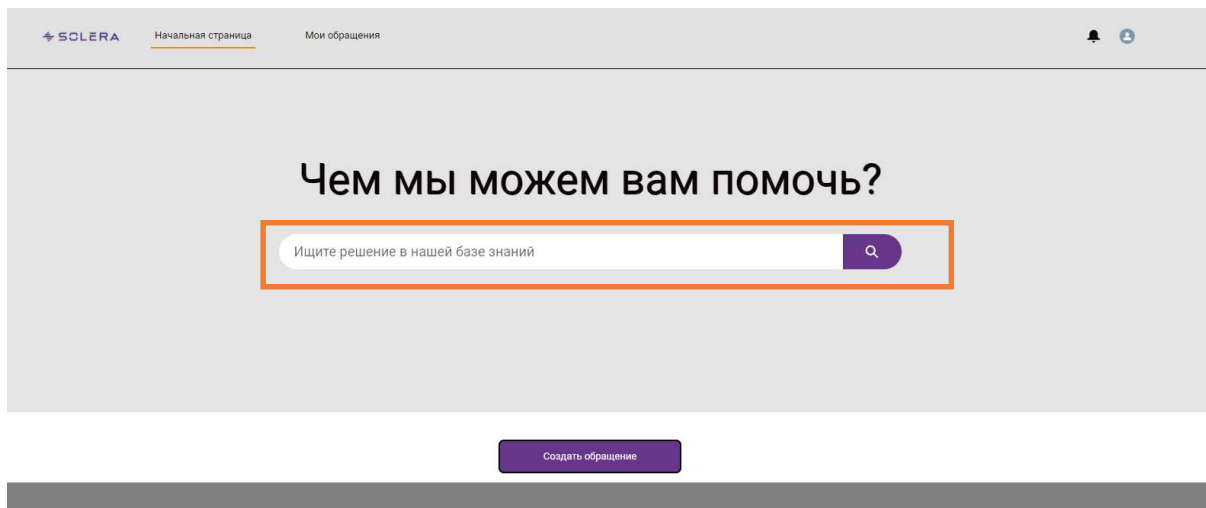 SOLERA
Начальная страница
Мои обращения
Чем мы можем вам помочь?
Ищите решение в нашей базе знаний
Создать обращение